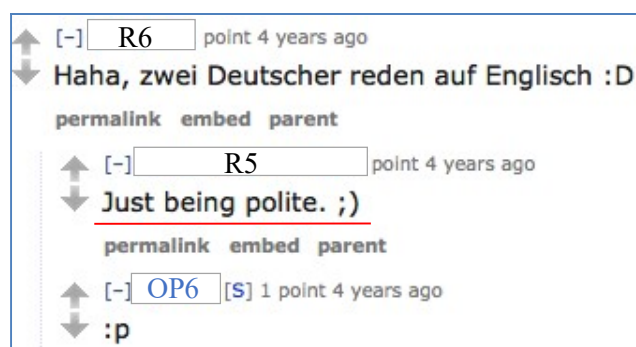 [−] R6 point 4 years ago
Haha, zwei Deutscher reden auf Englisch :D
permalink embed parent
[−] R5 point 4 years ago
Just being polite. ;)
permalink embed parent
[−] OP6 [S] 1 point 4 years ago
:p